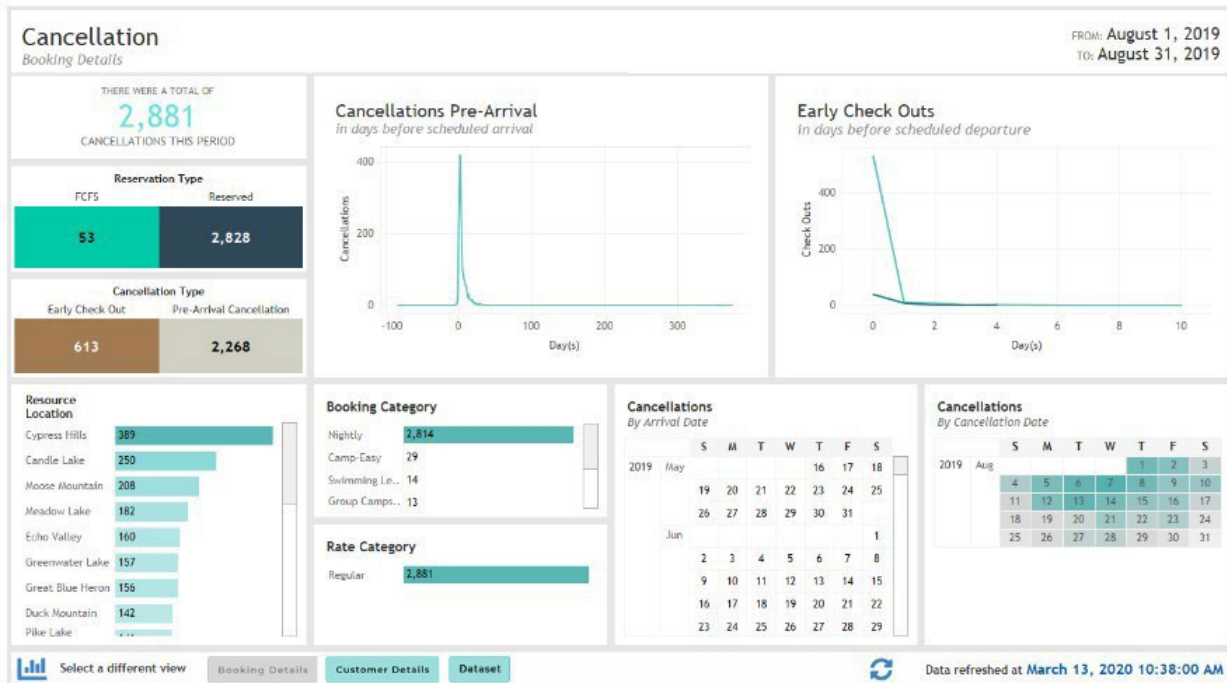 Cancellation
Booking Details
FROM: August 1, 2019
TO: August 31, 2019
THERE WERE A TOTAL OF
2,881
CANCELLATIONS THIS PERIOD
Reservation Type
FCFS Reserved
53 2,828
Cancellation Type
Early Check Out Pre-Arrival Cancellation
613 2,268
Cancellations Pre-Arrival
in days before scheduled arrival
400
200
0
Cancellations
-100 0 100 200 300
Day(s)
Early Check Outs
In days before scheduled departure
400
200
0
Check Outs
0 2 4 6 8 10
Day(s)
Resource
Location
Cypress Hills 389
Candle Lake 250
Moose Mountain 208
Meadow Lake 182
Echo Valley 160
Greenwater Lake 157
Great Blue Heron 156
Duck Mountain 142
Pike Lake
Booking Category
Nightly 2,814
Camp-Easy 29
Swimming Le.. 14
Group Camps.. 13
Rate Category
Regular 2,881
Cancellations
By Arrival Date
S M T W T F S
2019 May 16 17 18
19 20 21 22 23 24 25
26 27 28 29 30 31
Jun 1
2 3 4 5 6 7 8
9 10 11 12 13 14 15
16 17 18 19 20 21 22
23 24 25 26 27 28 29
Cancellations
By Cancellation Date
S M T W T F S
2019 Aug 1 2 3
4 5 6 7 8 9 10
11 12 13 14 15 16 17
18 19 20 21 22 23 24
25 26 27 28 29 30 31
Select a different view
Booking Details
Customer Details
Dataset
Data refreshed at March 13, 2020 10:38:00 AM